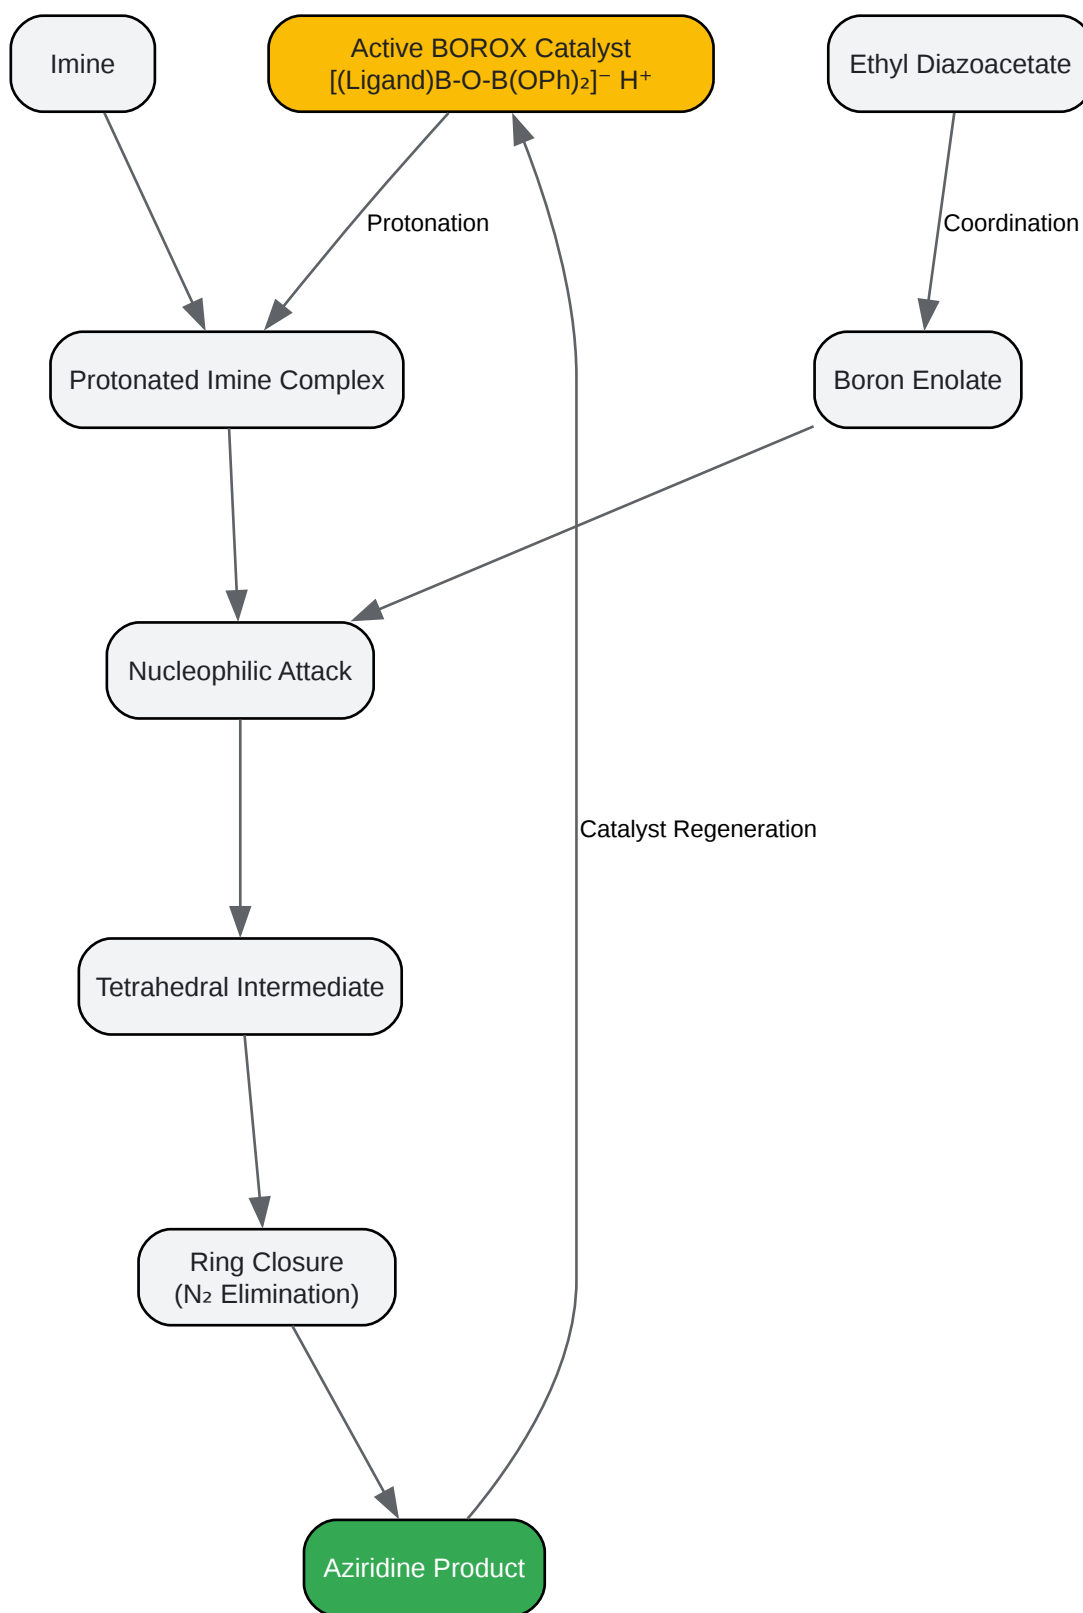 Imine
Active BOROX Catalyst
[(Ligand)B-O-B(OPh)₂]⁻ H⁺
Ethyl Diazoacetate
Protonation
Coordination
Protonated Imine Complex
Boron Enolate
Nucleophilic Attack
Catalyst Regeneration
Tetrahedral Intermediate
Ring Closure
(N₂ Elimination)
Aziridine Product